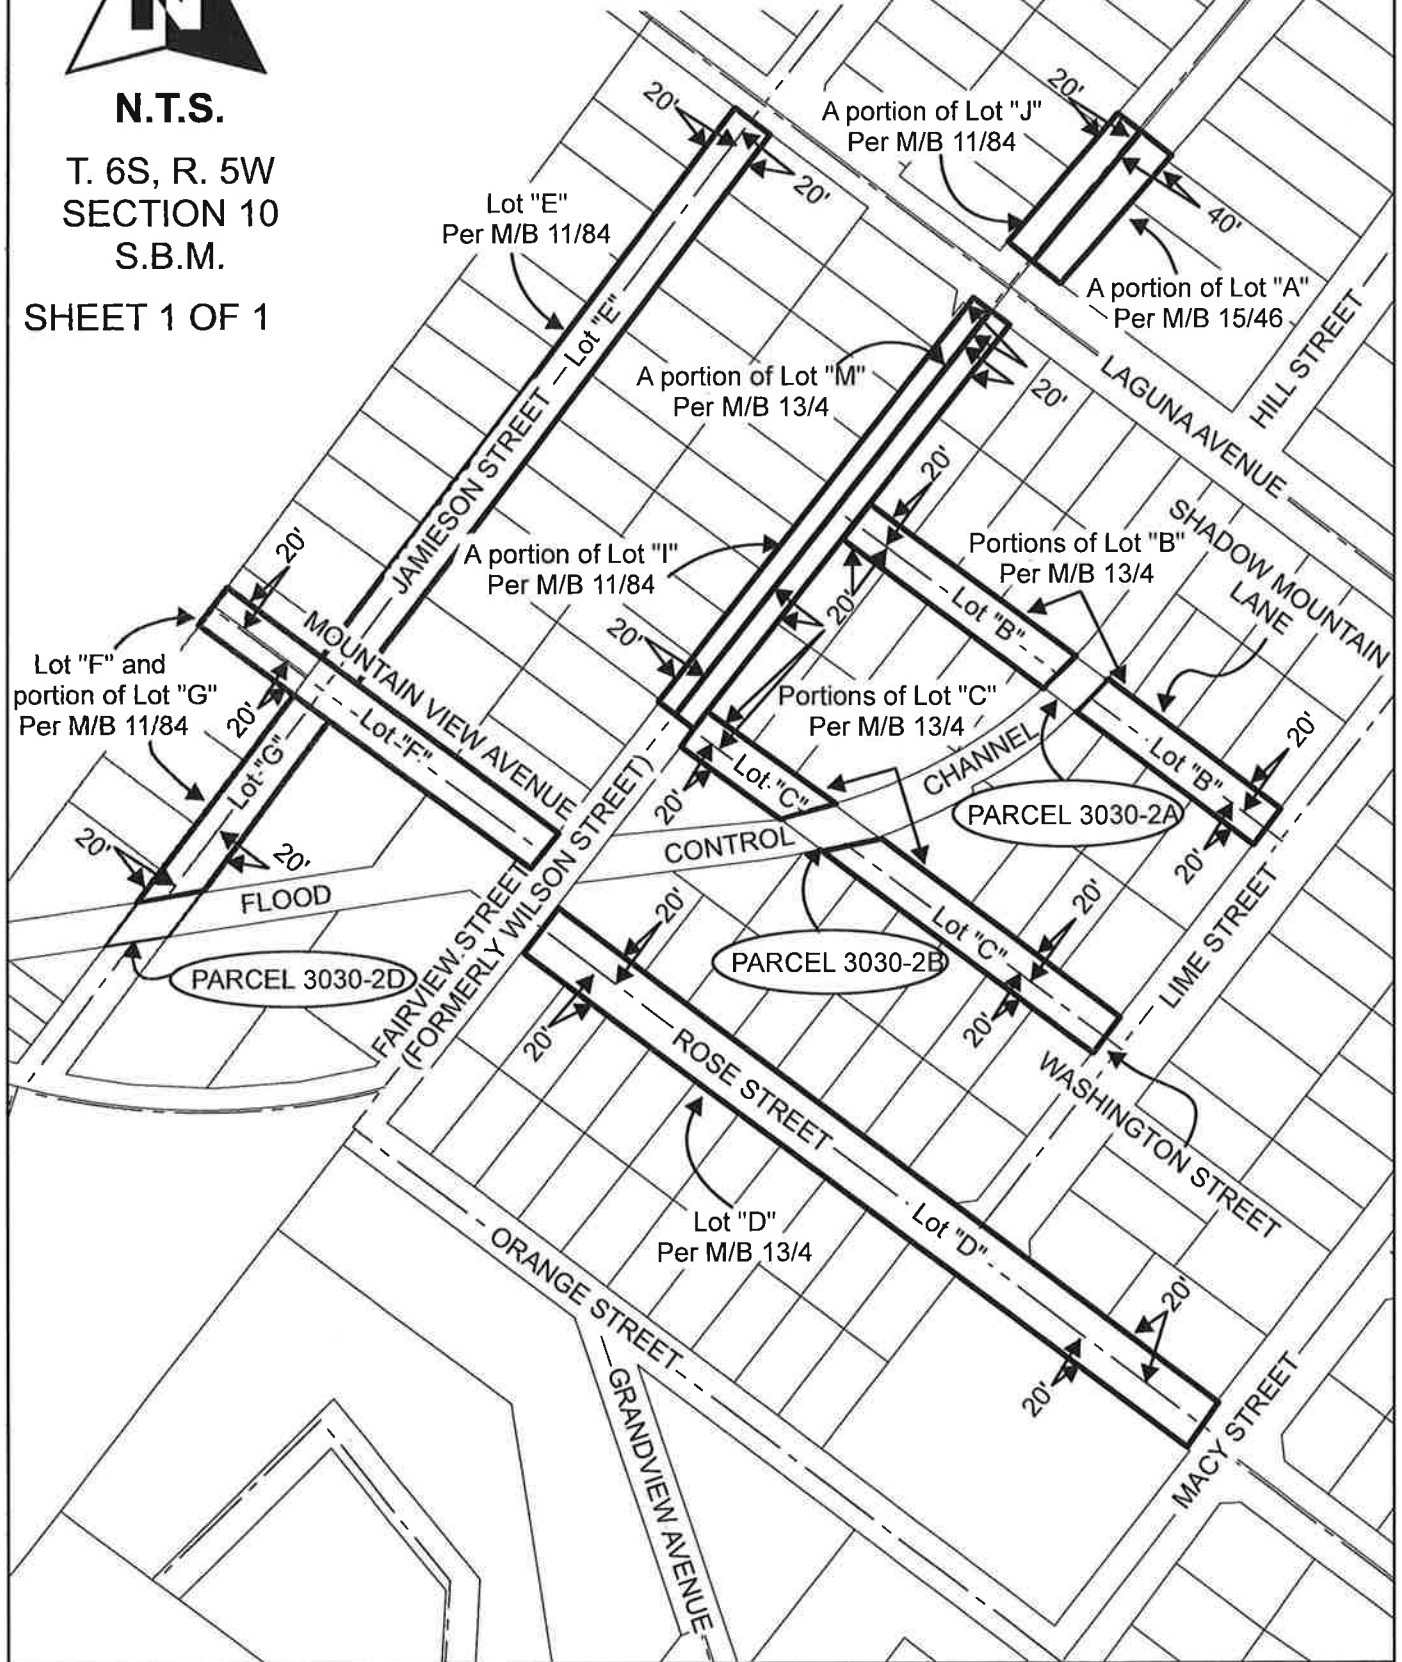 N
N.T.S.
T. 6S, R. 5W
SECTION 10
S.B.M.
SHEET 1 OF 1
20'
20'
Lot "E"
Per M/B 11/84
Lot "E"
JAMIESON STREET
A portion of Lot "J"
Per M/B 11/84
20'
40'
A portion of Lot "A"
Per M/B 15/46
HILL STREET
LAGUNA AVENUE
A portion of Lot "M"
Per M/B 13/4
20'
20'
SHADOW MOUNTAIN
LANE
A portion of Lot "I"
Per M/B 11/84
20'
20'
Portions of Lot "B"
Per M/B 13/4
Lot "B"
Lot "B"
20'
20'
20'
MOUNTAIN VIEW AVENUE
Lot "F" and
portion of Lot "G"
Per M/B 11/84
20'
Lot "F"
Lot "G"
20'
20'
Portions of Lot "C"
Per M/B 13/4
Lot "C"
20'
FLOOD
CONTROL
CHANNEL
PARCEL 3030-2A
PARCEL 3030-2B
PARCEL 3030-2D
FAIRVIEW STREET
(FORMERLY WILSON STREET)
Lot "C"
20'
20'
LIME STREET
WASHINGTON STREET
20'
20'
ROSE STREET
Lot "D"
Per M/B 13/4
Lot "D"
20'
20'
ORANGE STREET
GRANDVIEW AVENUE
MACY STREET